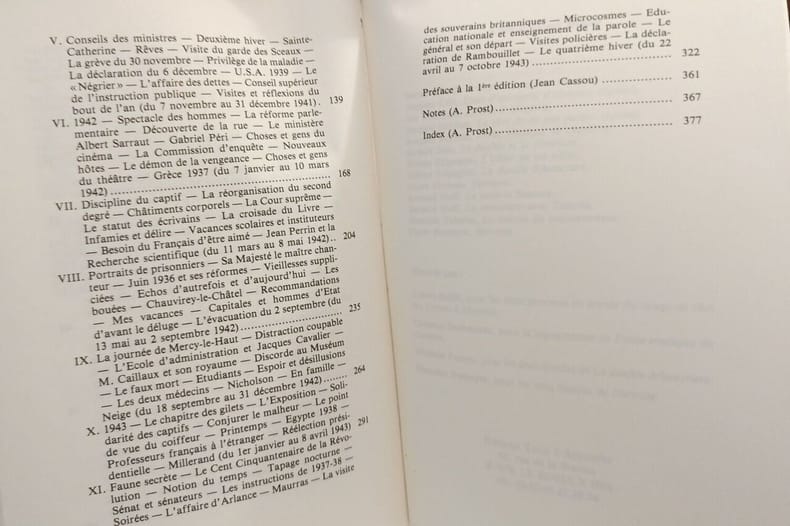 V. Conseils des ministres — Deuxième hiver — Sainte-
Catherine — Rêves — Visite du garde des Sceaux —
La grève du 30 novembre — Privilège de la maladie —
La déclaration du 6 décembre — U.S.A. 1939 — Le
« Négrier » — L'affaire des dettes — Conseil supérieur
de l'instruction publique — Visites et réflexions du
bout de l'an (du 7 novembre au 31 décembre 1941). 139
VI. 1942 — Spectacle des hommes — La réforme parle-
mentaire — Découverte de la rue — Le ministère
Albert Sarraut — Gabriel Péri — Choses et gens du
cinéma — La Commission d'enquête — Nouveaux
hôtes — Le démon de la vengeance — Choses et gens
du théâtre — Grèce 1937 (du 7 janvier au 10 mars
1942) ........ 168
VII. Discipline du captif — La réorganisation du second
degré — Châtiments corporels — La Cour suprême —
Le statut des écrivains — La croisade du Livre —
Infamies et délire — Vacances scolaires et instituteurs
— Besoin du Français d'être aimé — Jean Perrin et la
Recherche scientifique (du 11 mars au 8 mai 1942).. 204
VIII. Portraits de prisonniers — Sa Majesté le maître chan-
teur — Juin 1936 et ses réformes — Vieillesses suppli-
ciées — Echos d'autrefois et d'aujourd'hui — Les
bouées — Chauvirey-le-Châtel — Recommandations
— Mes vacances — Capitales et hommes d'Etat
d'avant le déluge — L'évacuation du 2 septembre (du
13 mai au 2 septembre 1942) ........ 235
IX. La journée de Mercy-le-Haut — Distraction coupable
— L'Ecole d'administration et Jacques Cavalier —
M. Caillaux et son royaume — Discorde au Muséum
— Le faux mort — Etudiants — Espoir et désillusions
— Les deux médecins — Nicholson — En famille —
Neige (du 18 septembre au 31 décembre 1942) ........ 264
X. 1943 — Le chapitre des gilets — L'Exposition — Soli-
darité des captifs — Conjurer le malheur — Le point
de vue du coiffeur — Printemps — Egypte 1938 —
Professeurs français à l'étranger — Réélection prési-
dentielle — Millerand (du 1er janvier au 8 avril 1943) 291
XI. Faune secrète — Le Cent Cinquantenaire de la Révo-
lution — Notion du temps — Tapage nocturne —
Sénat et sénateurs — Les instructions de 1937-38 —
Soirées — L'affaire d'Arlance — Maurras — La visite
des souverains britanniques — Microcosmes — Edu-
cation nationale et enseignement de la parole — Le
général et son départ — Visites policières — La décla-
ration de Rambouillet — Le quatrième hiver (du 22
avril au 7 octobre 1943) ........ 322
Préface à la 1ère édition (Jean Cassou) ........ 361
Notes (A. Prost) ........ 367
Index (A. Prost) ........ 377